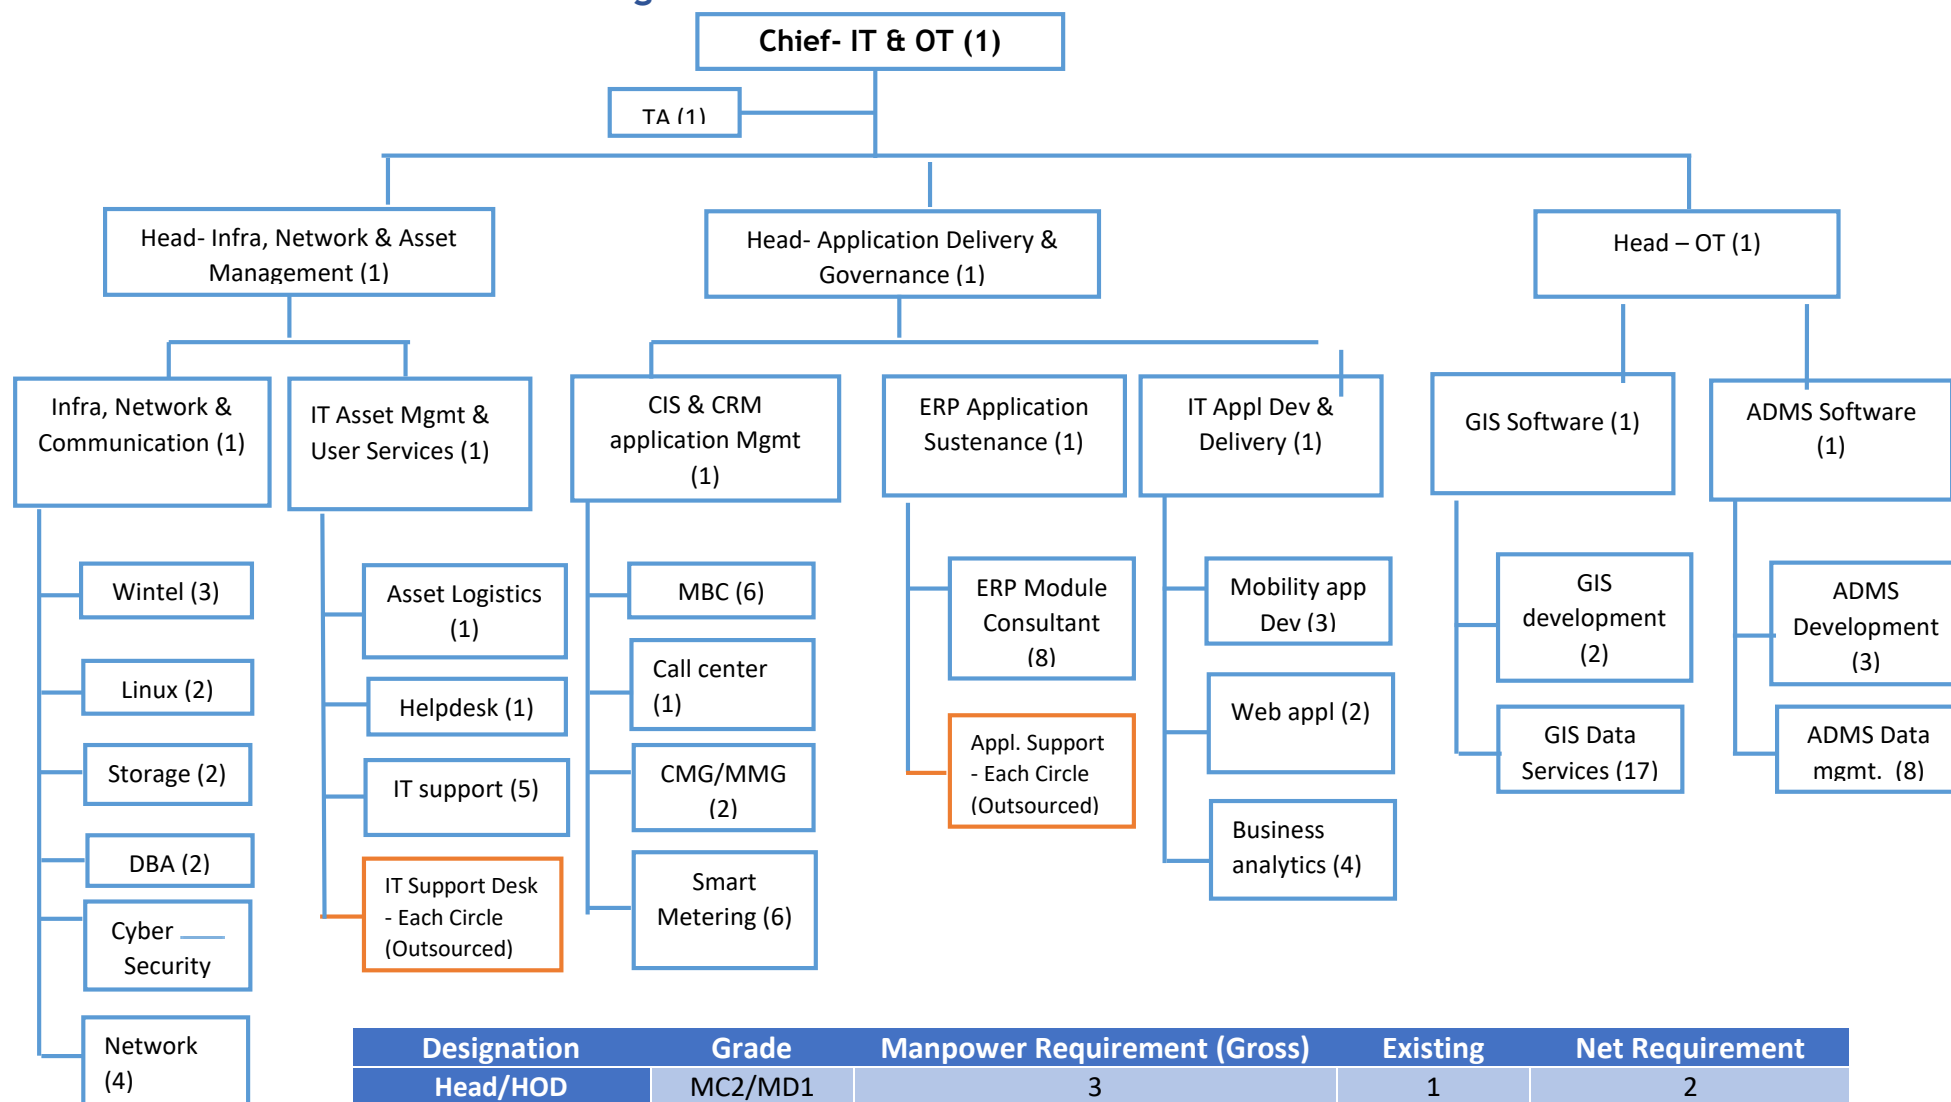 Chief- IT & OT (1)
TA (1)
Head- Infra, Network & Asset
Management (1)
Head- Application Delivery &
Governance (1)
Head – OT (1)
Infra, Network &
Communication (1)
IT Asset Mgmt &
User Services (1)
CIS & CRM
application Mgmt
(1)
ERP Application
Sustenance (1)
IT Appl Dev &
Delivery (1)
GIS Software (1)
ADMS Software
(1)
Wintel (3)
Linux (2)
Storage (2)
DBA (2)
Cyber
Security
Network
(4)
Asset Logistics
(1)
Helpdesk (1)
IT support (5)
IT Support Desk
- Each Circle
(Outsourced)
MBC (6)
Call center
(1)
CMG/MMG
(2)
Smart
Metering (6)
ERP Module
Consultant
(8)
Appl. Support
- Each Circle
(Outsourced)
Mobility app
Dev (3)
Web appl (2)
Business
analytics (4)
GIS
development
(2)
GIS Data
Services (17)
ADMS
Development
(3)
ADMS Data
mgmt. (8)
Designation Grade Manpower Requirement (Gross) Existing Net Requirement
Head/HOD MC2/MD1 3 1 2